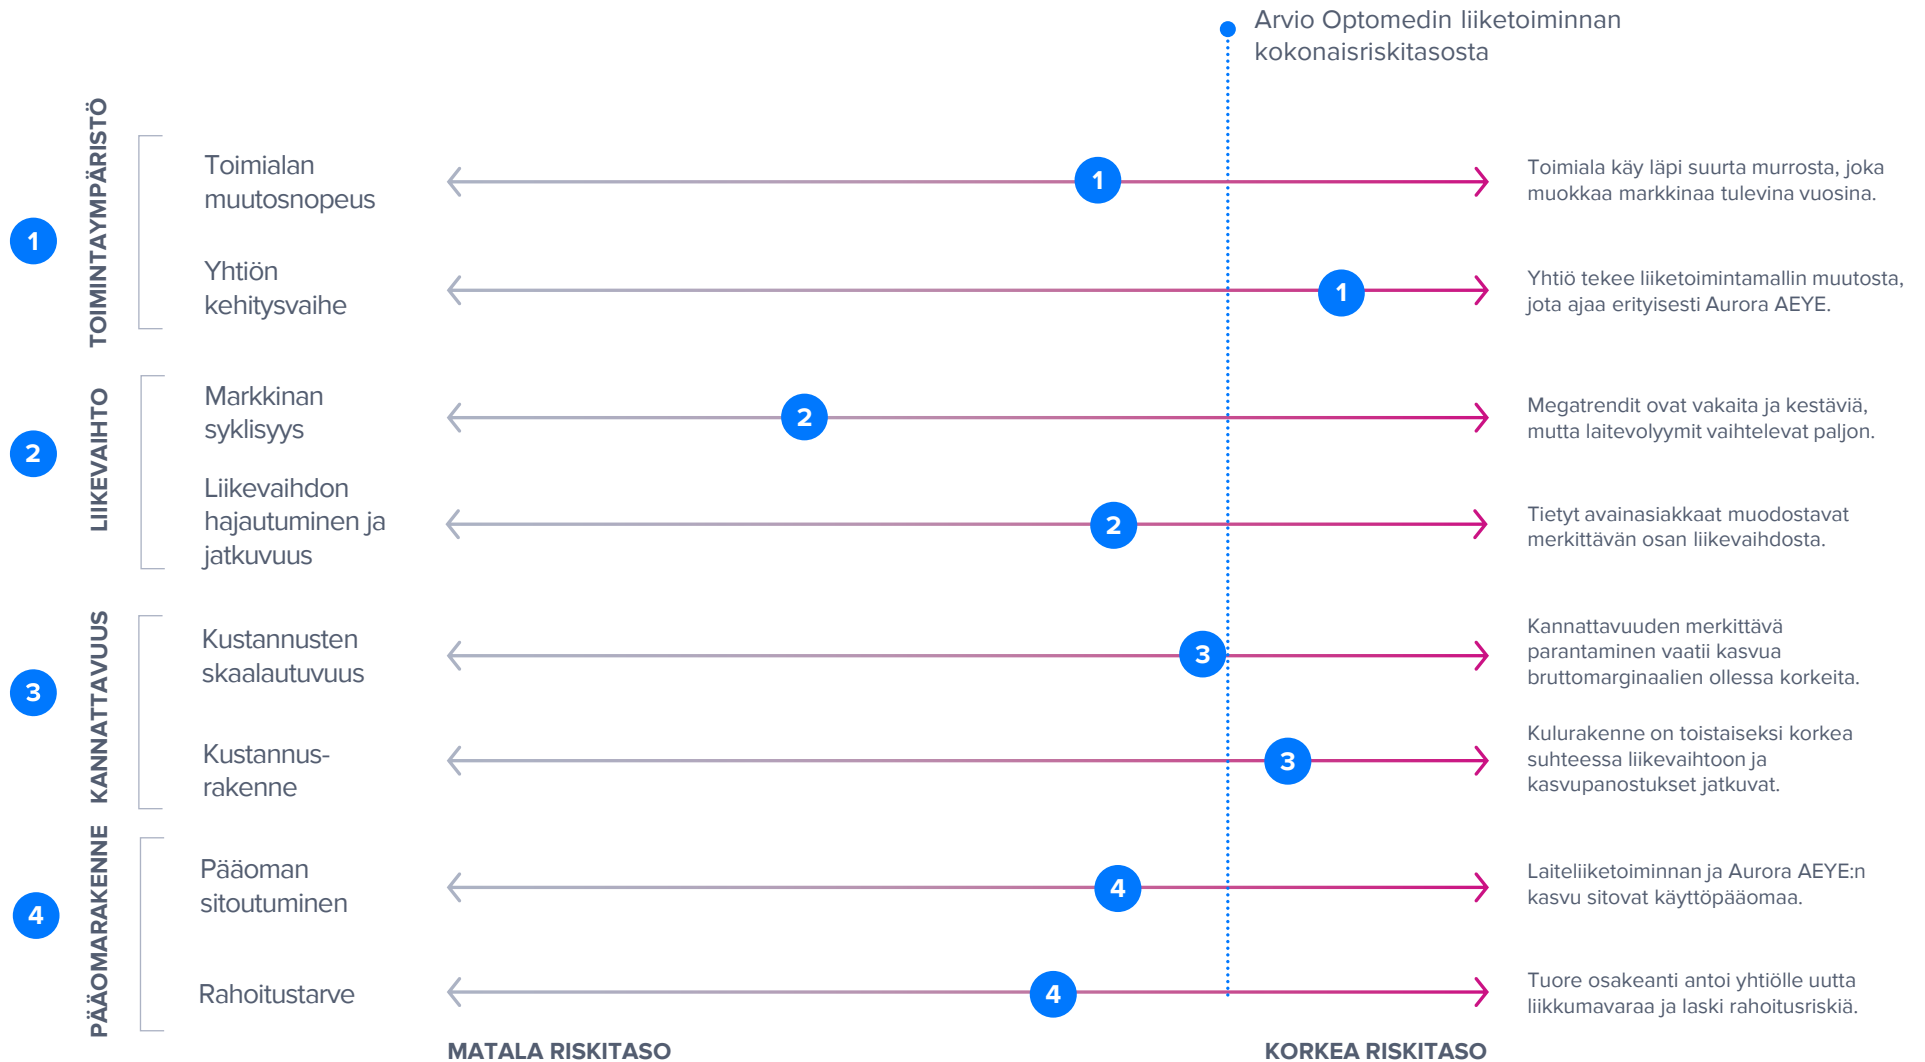 Arvio Optomedin liiketoiminnan
kokonaisriskitasosta
TOIMINTAYMPÄRISTÖ
1
Toimialan
muutosnopeus
1
Toimiala käy läpi suurta murrosta, joka
muokkaa markkinaa tulevina vuosina.
Yhtiön
kehitysvaihe
1
Yhtiö tekee liiketoimintamallin muutosta,
jota ajaa erityisesti Aurora AEYE.
LIIKEVAIHTO
2
Markkinan
syklisyys
2
Megatrendit ovat vakaita ja kestäviä,
mutta laitevolyymit vaihtelevat paljon.
Liikevaihdon
hajautuminen ja
jatkuvuus
2
Tietyt avainasiakkaat muodostavat
merkittävän osan liikevaihdosta.
KANNATTAVUUS
3
Kustannusten
skaalautuvuus
3
Kannattavuuden merkittävä
parantaminen vaatii kasvua
bruttomarginaalien ollessa korkeita.
Kustannus-
rakenne
3
Kulurakenne on toistaiseksi korkea
suhteessa liikevaihtoon ja
kasvupanostukset jatkuvat.
PÄÄOMARAKENNE
4
Pääoman
sitoutuminen
4
Laiteliiketoiminnan ja Aurora AEYE:n
kasvu sitovat käyttöpääomaa.
Rahoitustarve
4
Tuore osakeanti antoi yhtiölle uutta
liikkumavaraa ja laski rahoitusriskiä.
MATALA RISKITASO
KORKEA RISKITASO